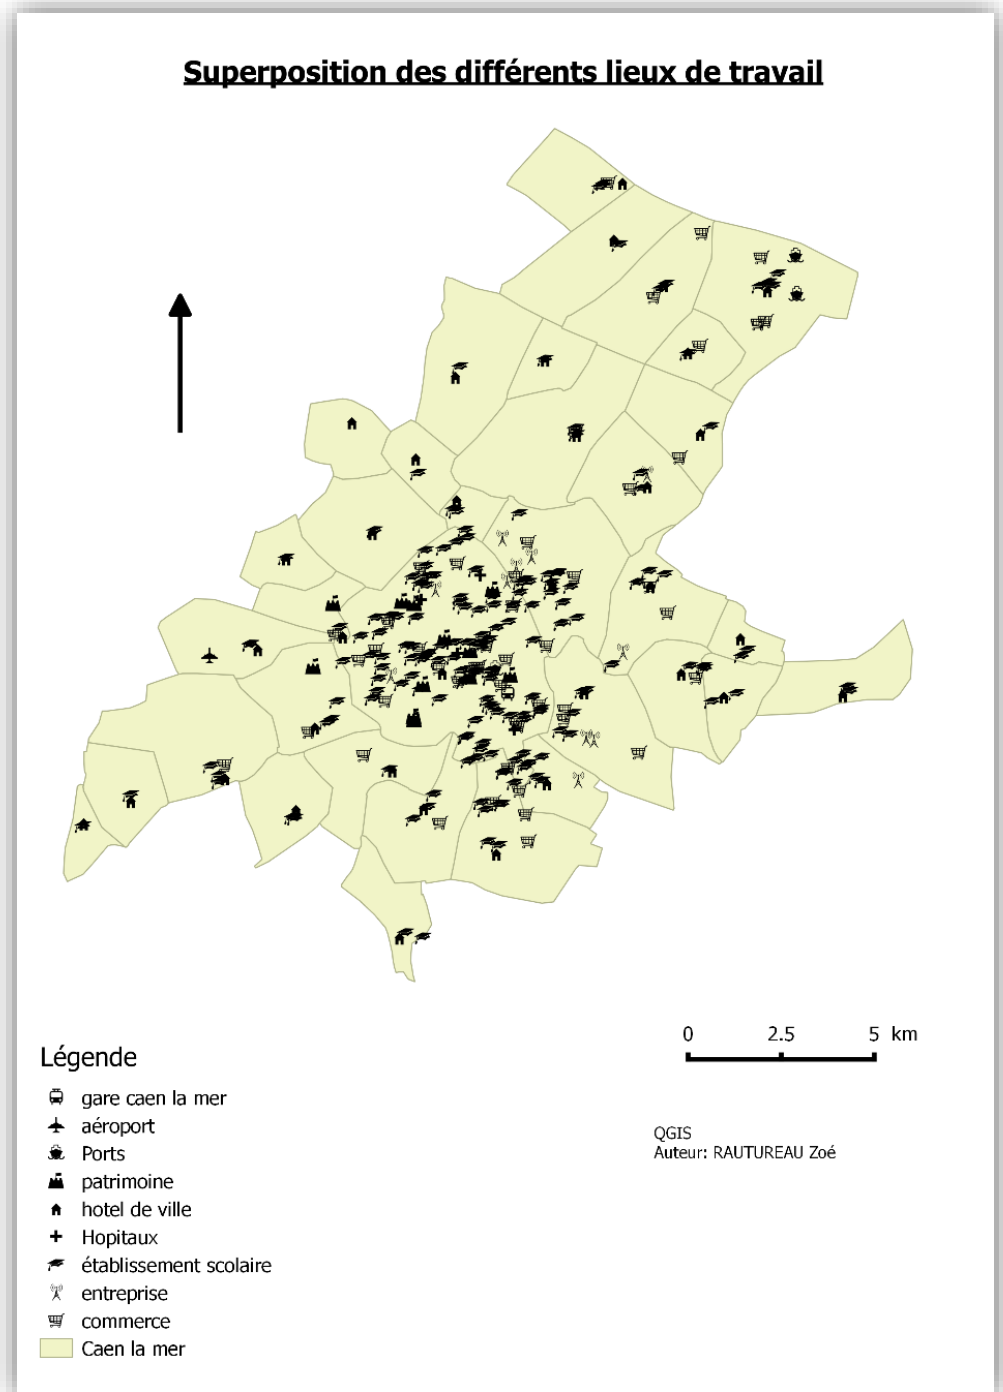 Superposition des différents lieux de travail
0 2.5 5 km
Légende
gare caen la mer
aéroport
Ports
patrimoine
hotel de ville
Hopitaux
établissement scolaire
entreprise
commerce
Caen la mer
QGIS
Auteur: RAUTUREAU Zoé